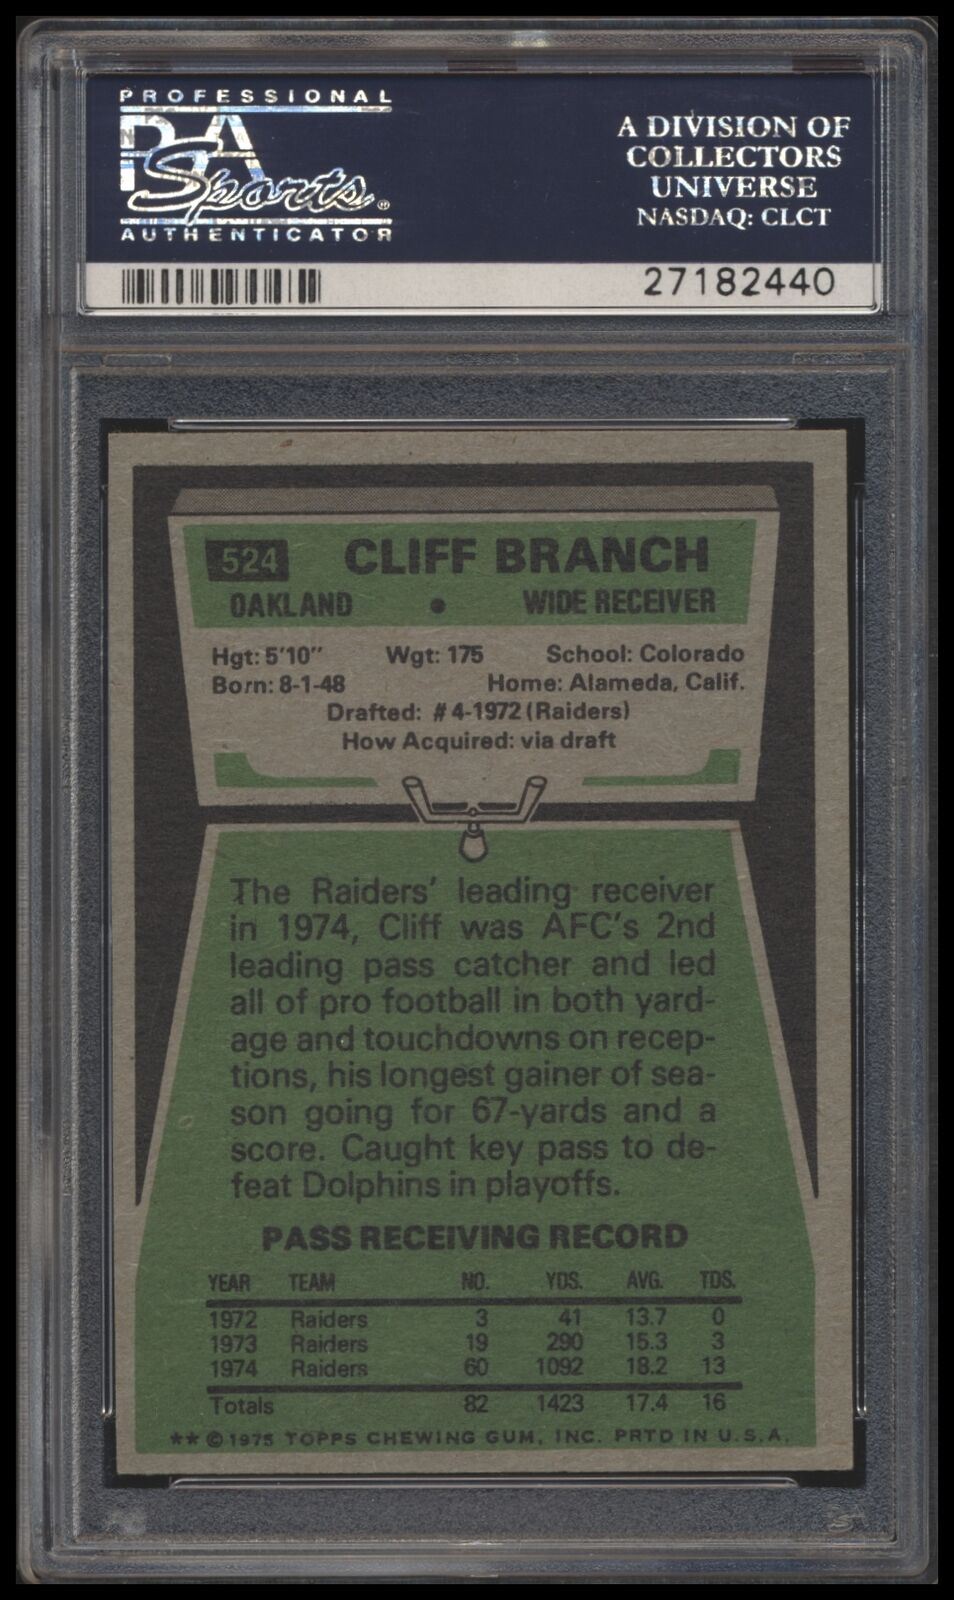 PROFESSIONAL
PSA
Sports®
AUTHENTICATOR
A DIVISION OF
COLLECTORS
UNIVERSE
NASDAQ: CLCT
27182440
524 CLIFF BRANCH
OAKLAND • WIDE RECEIVER
Hgt: 5'10" Wgt: 175 School: Colorado
Born: 8-1-48 Home: Alameda, Calif.
Drafted: #4-1972 (Raiders)
How Acquired: via draft
The Raiders' leading receiver
in 1974, Cliff was AFC's 2nd
leading pass catcher and led
all of pro football in both yard-
age and touchdowns on recep-
tions, his longest gainer of sea-
son going for 67-yards and a
score. Caught key pass to de-
feat Dolphins in playoffs.
PASS RECEIVING RECORD
YEAR TEAM NO. YDS. AVG. TDS.
1972 Raiders 3 41 13.7 0
1973 Raiders 19 290 15.3 3
1974 Raiders 60 1092 18.2 13
Totals 82 1423 17.4 16
** © 1975 TOPPS CHEWING GUM, INC. PRTD IN U.S.A.